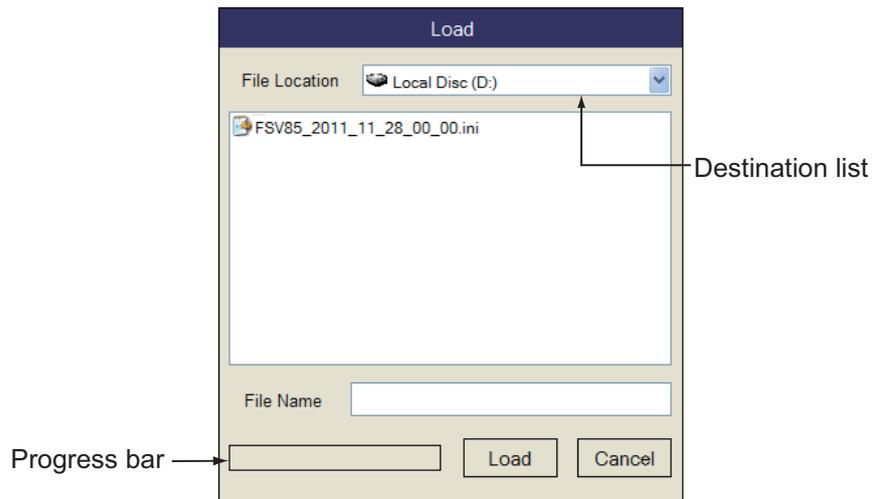 Load
File Location
Local Disc (D:)
FSV85_2011_11_28_00_00.ini
Destination list
File Name
Progress bar
Load
Cancel